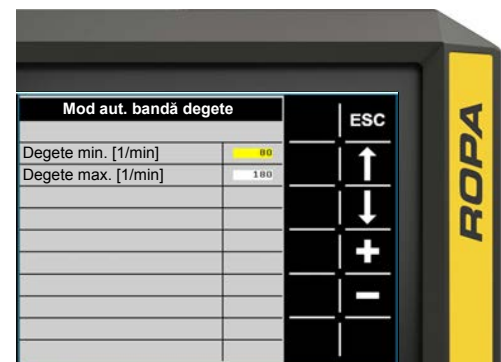 Mod aut. bandă degete
ESC
Degete min. [1/min] 80
Degete max. [1/min] 180
ROPA